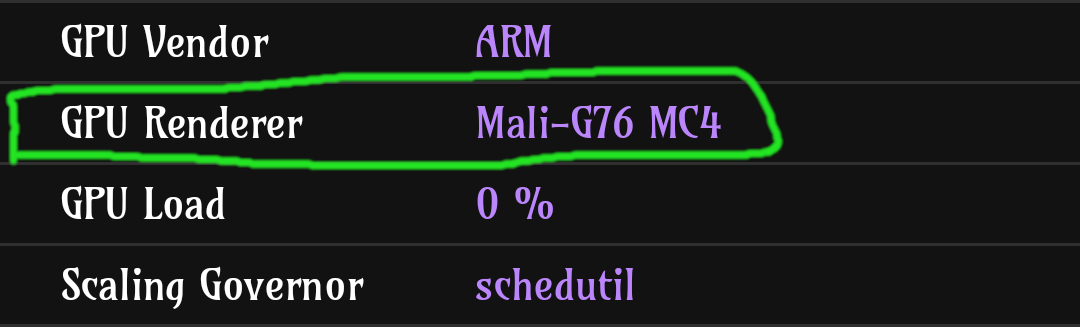 GPU Vendor ARM
GPU Renderer Mali-G76 MC4
GPU Load 0 %
Scaling Governor schedutil